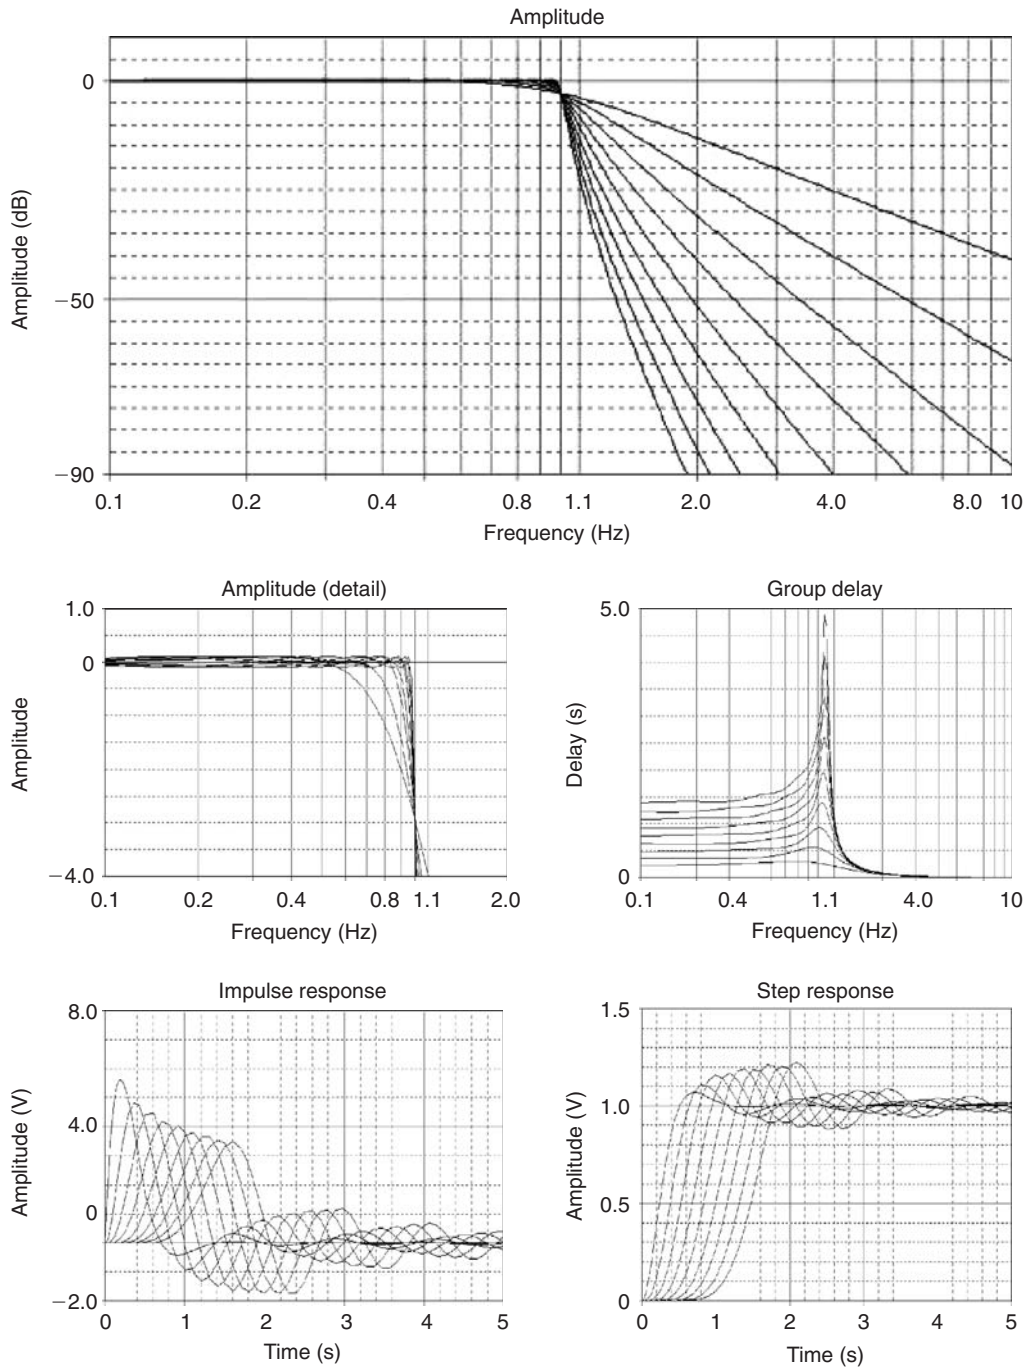 Amplitude
Amplitude (dB)
0
−50
−90
0.1 0.2 0.4 0.8 1.1 2.0 4.0 8.0 10
Frequency (Hz)
Amplitude (detail)
Amplitude
1.0
0
−4.0
0.1 0.2 0.4 0.8 1.1 2.0
Frequency (Hz)
Group delay
Delay (s)
5.0
0
0.1 0.4 1.1 4.0 10
Frequency (Hz)
Impulse response
Amplitude (V)
8.0
4.0
0
−2.0
0 1 2 3 4 5
Time (s)
Step response
Amplitude (V)
1.5
1.0
0.5
0
0 1 2 3 4 5
Time (s)